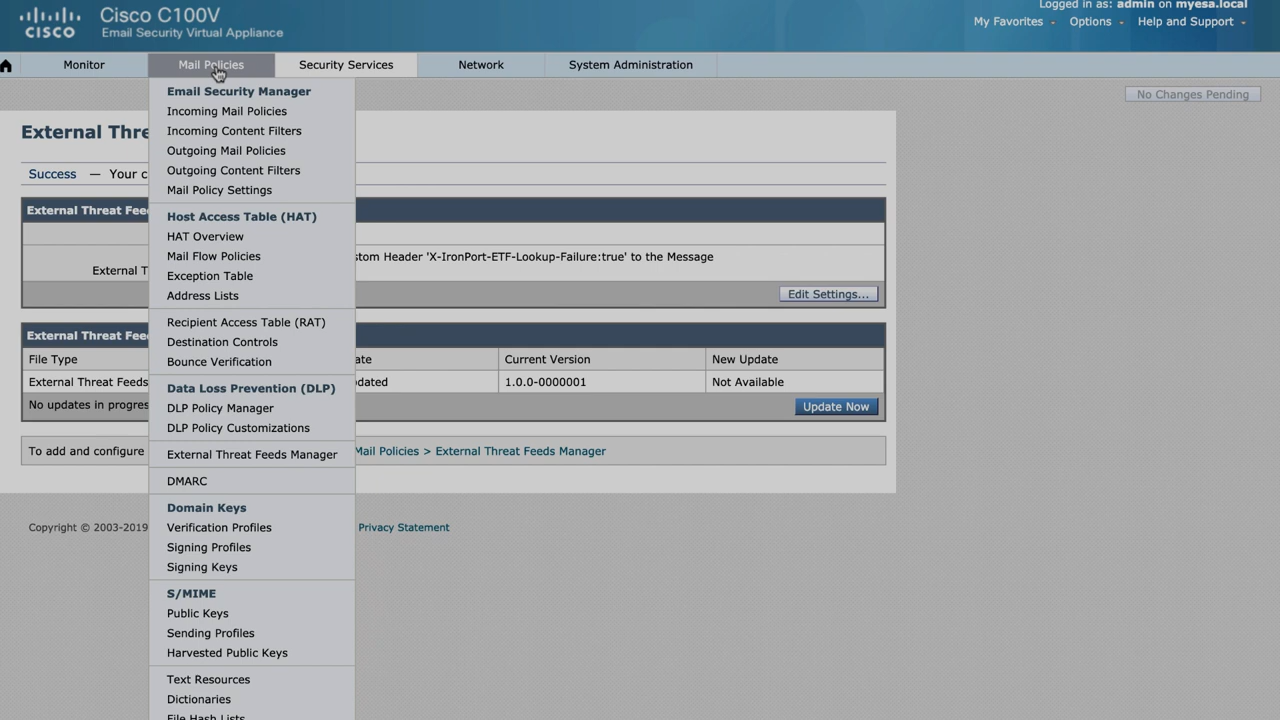 Logged in as: admin on myesa.local
CISCO
Cisco C100V
Email Security Virtual Appliance
My Favorites
Options
Help and Support
Monitor
Mail Policies
Security Services
Network
System Administration
No Changes Pending
Email Security Manager
Incoming Mail Policies
Incoming Content Filters
Outgoing Mail Policies
Outgoing Content Filters
Mail Policy Settings
Host Access Table (HAT)
HAT Overview
Mail Flow Policies
Exception Table
Address Lists
Recipient Access Table (RAT)
Destination Controls
Bounce Verification
Data Loss Prevention (DLP)
DLP Policy Manager
DLP Policy Customizations
External Threat Feeds Manager
DMARC
Domain Keys
Verification Profiles
Signing Profiles
Signing Keys
S/MIME
Public Keys
Sending Profiles
Harvested Public Keys
Text Resources
Dictionaries
File Hash Lists
External Thre
Success — Your c
External Threat Fee
External T
stom Header 'X-IronPort-ETF-Lookup-Failure:true' to the Message
Edit Settings...
External Threat Fee
File Type
ate
Current Version
New Update
External Threat Feeds
pdated
1.0.0-0000001
Not Available
No updates in progres
Update Now
To add and configure
Mail Policies > External Threat Feeds Manager
Copyright © 2003-2019
Privacy Statement